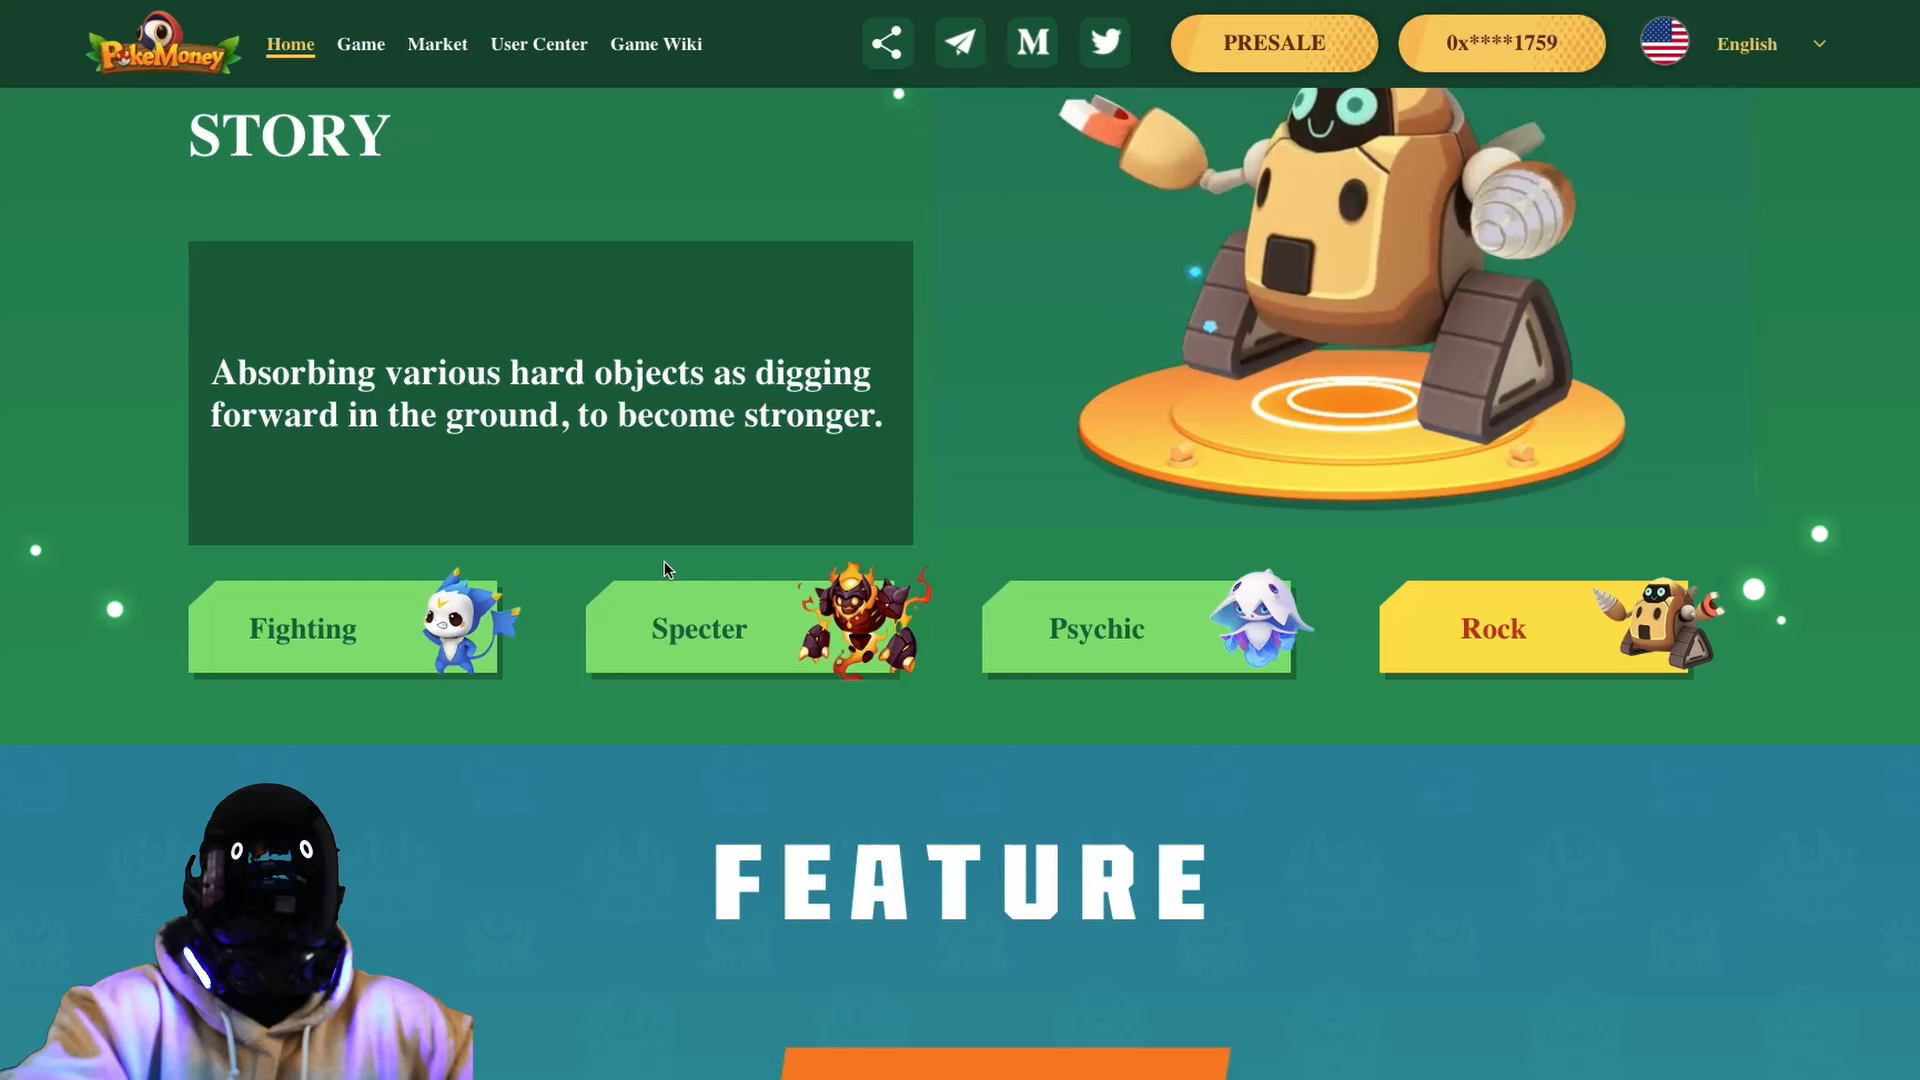 PokeMoney
Home
Game
Market
User Center
Game Wiki
M
PRESALE
0x****1759
English
STORY
Absorbing various hard objects as digging
forward in the ground, to become stronger.
Fighting
Specter
Psychic
Rock
FEATURE